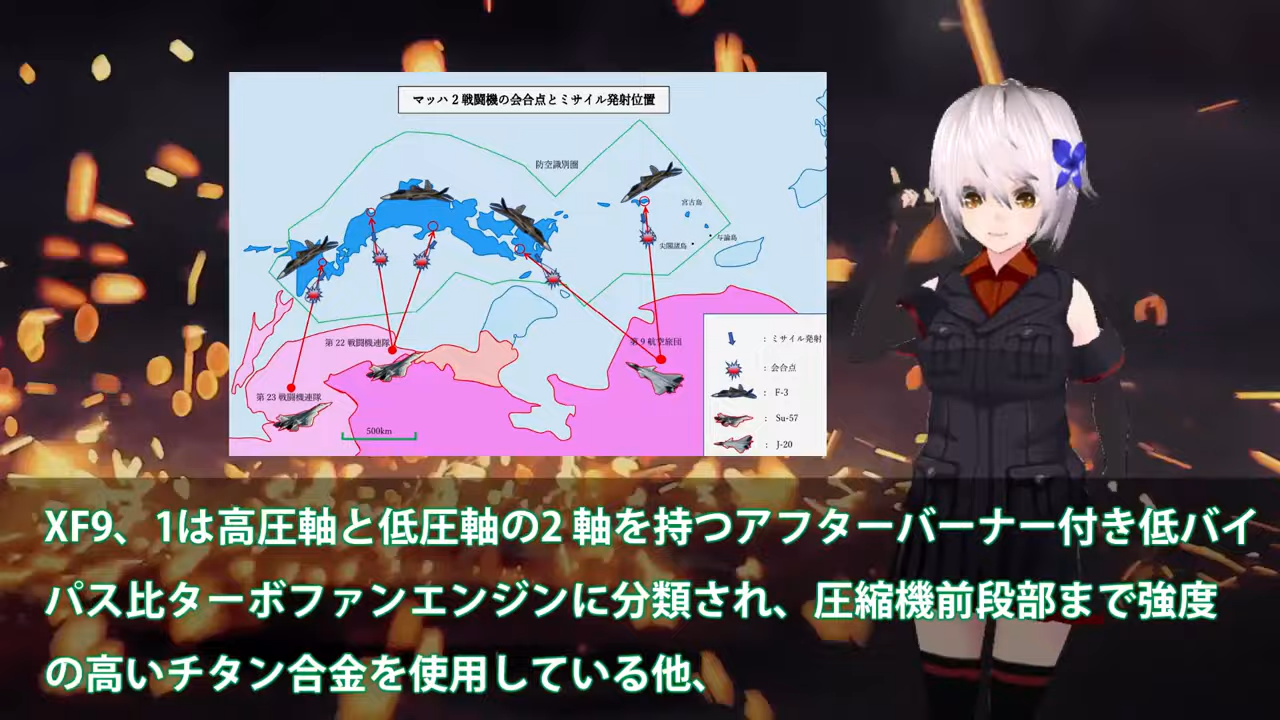 マッハ2戦闘機の会合点とミサイル発射位置
防空識別圏
宮古島
与論島
尖閣諸島
第22戦闘機連隊
第9航空旅団
第23戦闘機連隊
500km
：ミサイル発射
：会合点
： F-3
： Su-57
： J-20
XF9、1は高圧軸と低圧軸の2 軸を持つアフターバーナー付き低バイ
パス比ターボファンエンジンに分類され、圧縮機前段部まで強度
の高いチタン合金を使用している他、